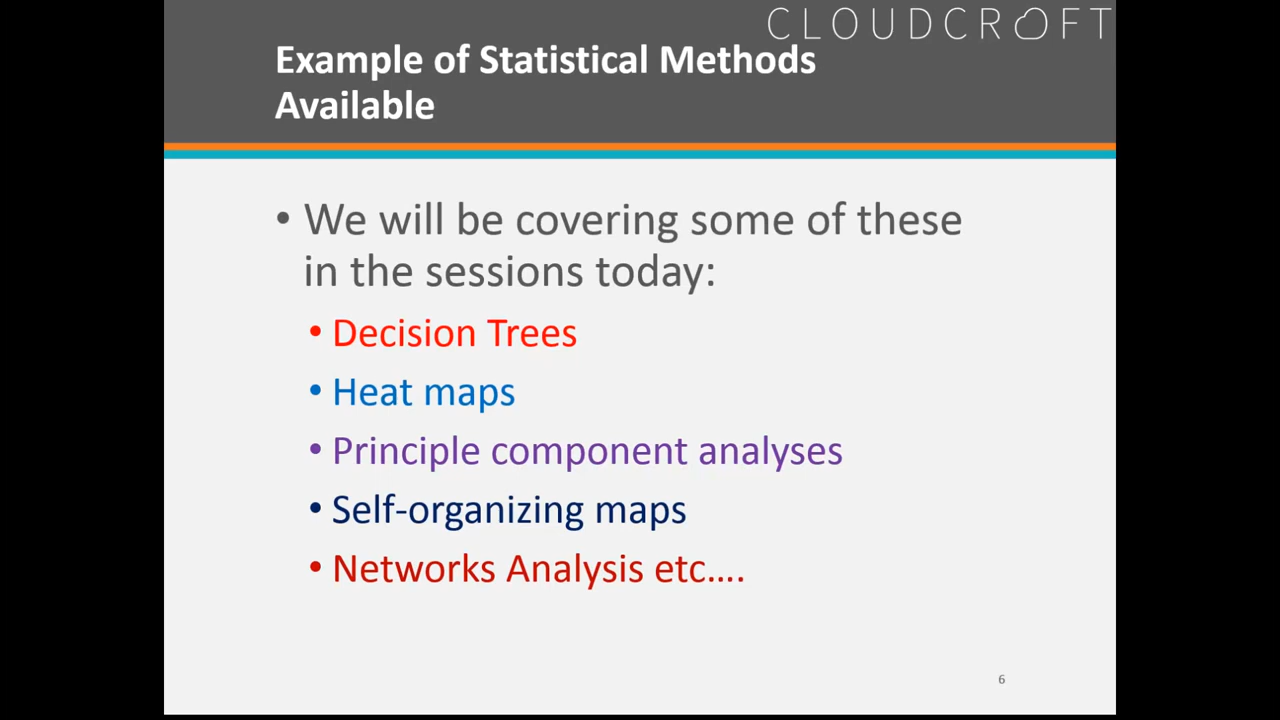 CLOUDCROFT
Example of Statistical Methods
Available
• We will be covering some of these
in the sessions today:
• Decision Trees
• Heat maps
• Principle component analyses
• Self-organizing maps
• Networks Analysis etc….
6